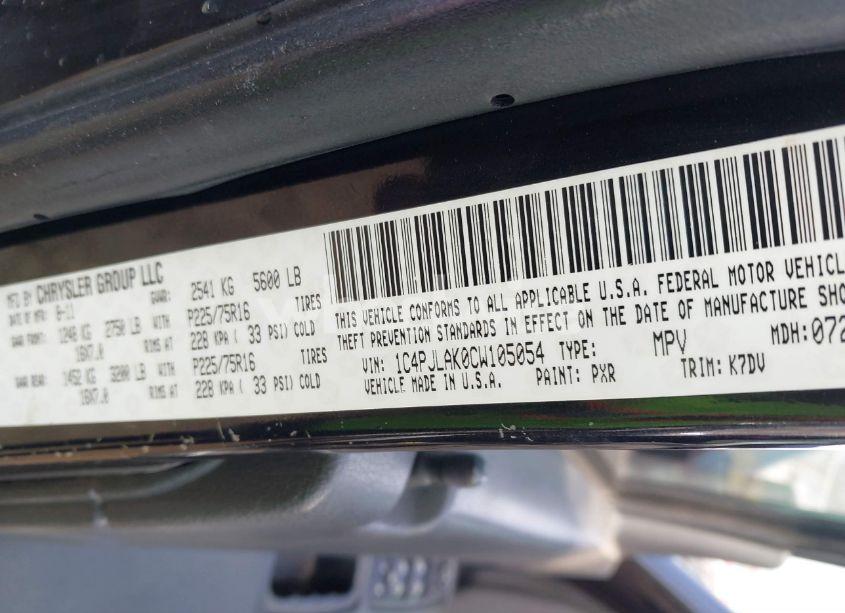 MFD BY CHRYSLER GROUP LLC
DATE OF MFR: 6-11 GVWR: 2541 KG 5600 LB
GAWR FRONT: 1248 KG 2750 LB WITH P225/75R16 TIRES
16X7.0 RIMS AT 228 KPA ( 33 PSI) COLD
GAWR REAR: 1452 KG 3200 LB WITH P225/75R16 TIRES
16X7.0 RIMS AT 228 KPA ( 33 PSI) COLD
THIS VEHICLE CONFORMS TO ALL APPLICABLE U.S.A. FEDERAL MOTOR VEHICL
THEFT PREVENTION STANDARDS IN EFFECT ON THE DATE OF MANUFACTURE SHO
VIN: 1C4PJLAK0CW105054 TYPE: MPV MDH: 072
VEHICLE MADE IN U.S.A. PAINT: PXR TRIM: K7DV